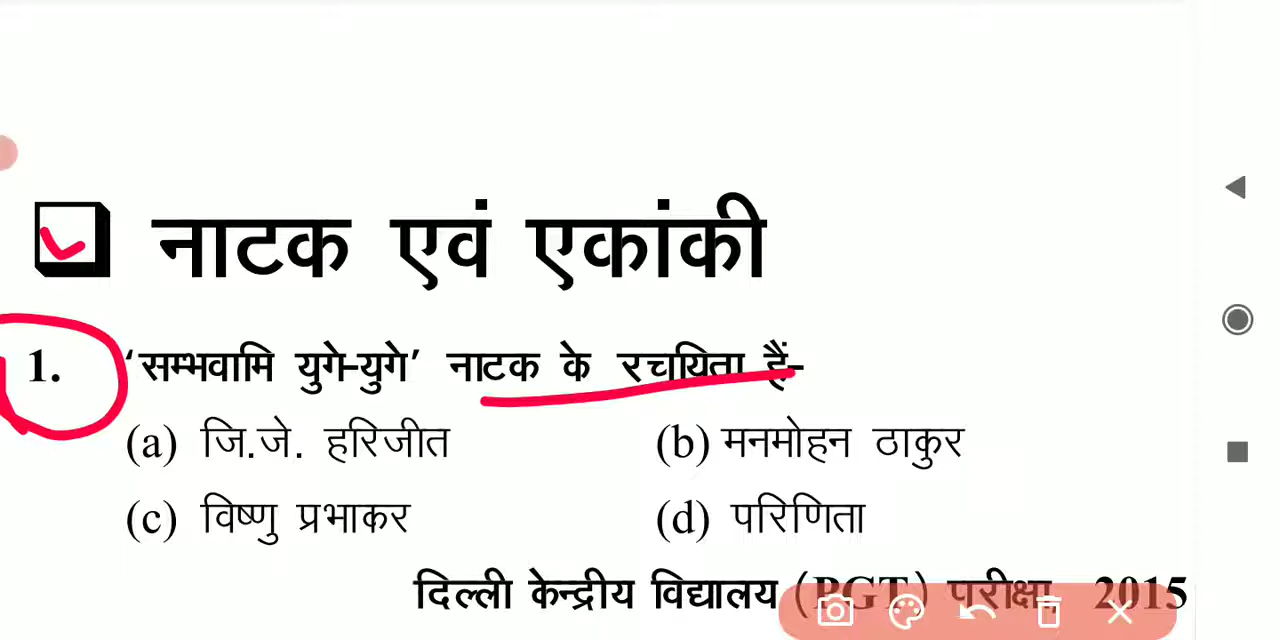 नाटक एवं एकांकी
1. ‘सम्भवामि युगे-युगे’ नाटक के रचयिता हैं-
(a) जि.जे. हरिजीत (b) मनमोहन ठाकुर
(c) विष्णु प्रभाकर (d) परिणिता
दिल्ली केन्द्रीय विद्यालय (PGT) परीक्षा, 2015